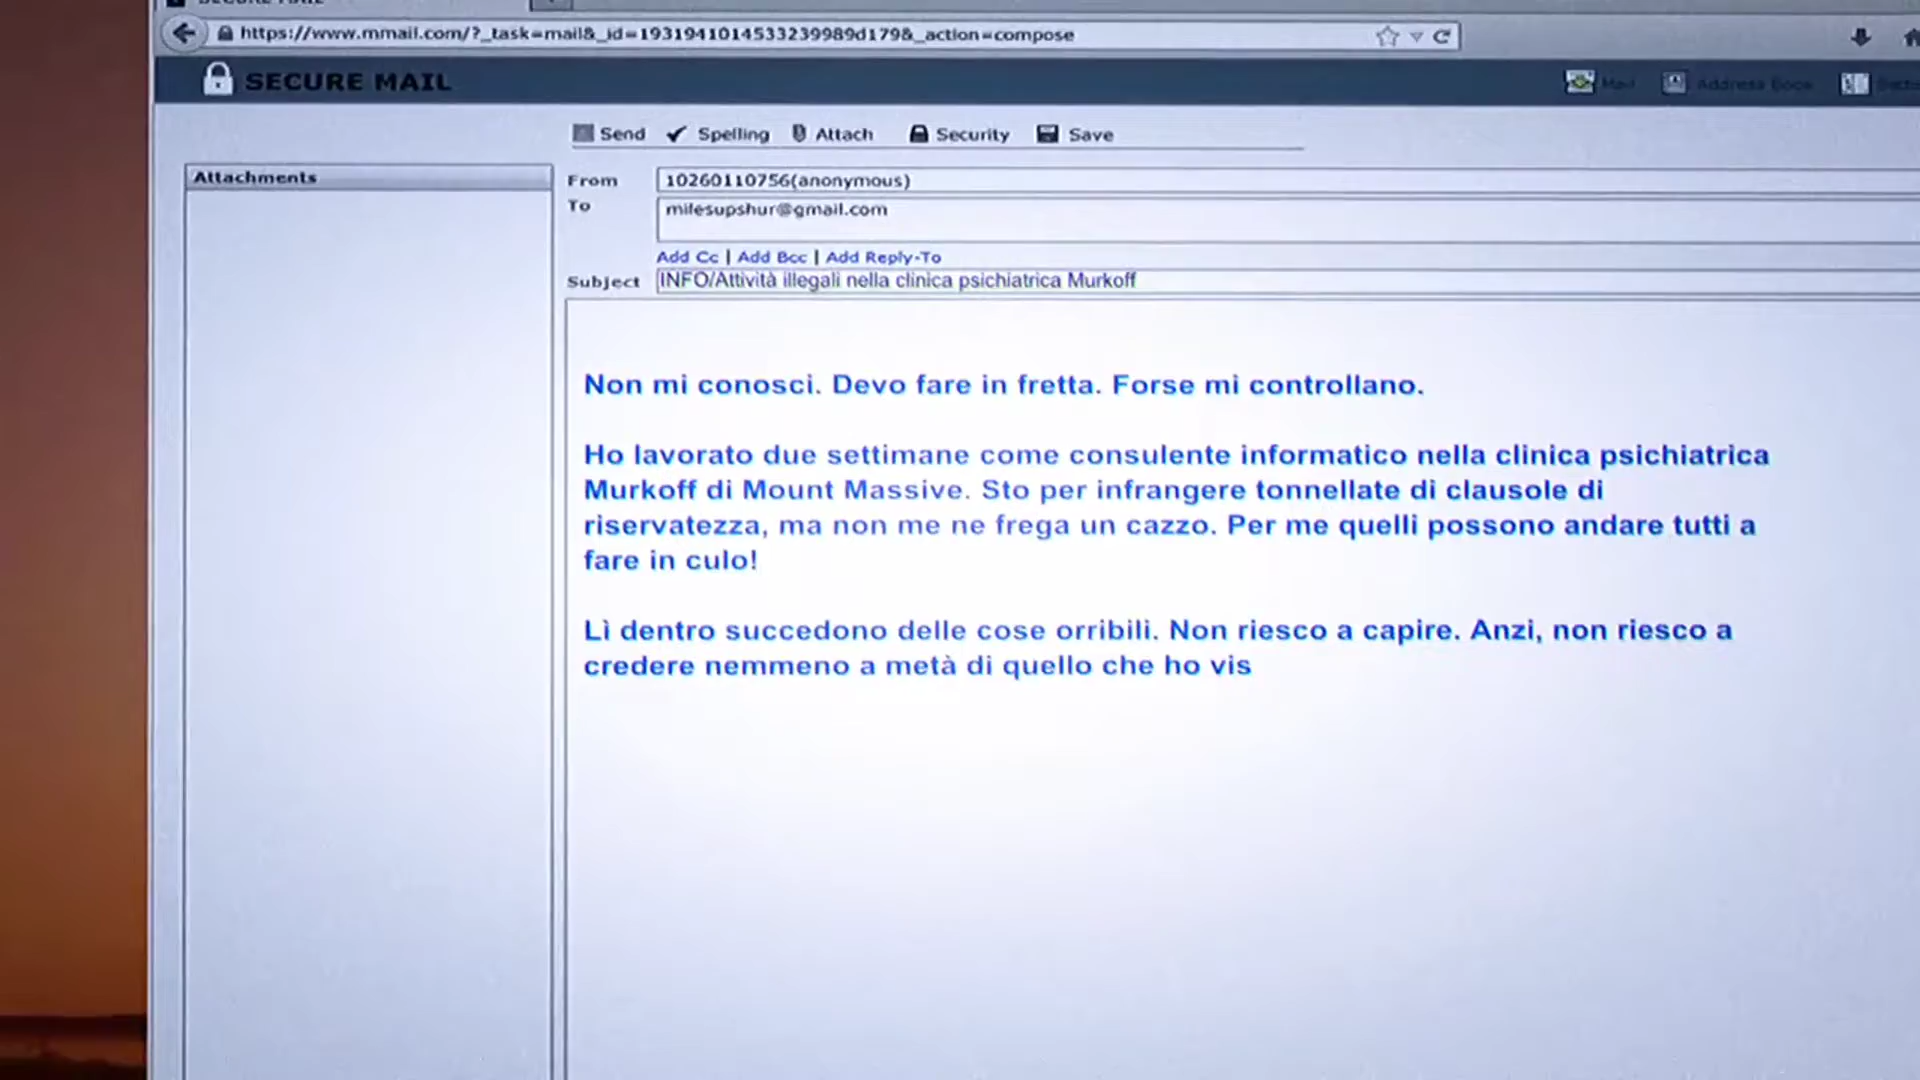 https://www.mmail.com/?_task=mail&_id=1931941014533239989d179&_action=compose
SECURE MAIL
Mail
Send Spelling Attach Security Save
Attachments
From 10260110756(anonymous)
To milesupshur@gmail.com
Add Cc | Add Bcc | Add Reply-To
Subject INFO/Attività illegali nella clinica psichiatrica Murkoff
Non mi conosci. Devo fare in fretta. Forse mi controllano.
Ho lavorato due settimane come consulente informatico nella clinica psichiatrica
Murkoff di Mount Massive. Sto per infrangere tonnellate di clausole di
riservatezza, ma non me ne frega un cazzo. Per me quelli possono andare tutti a
fare in culo!
Lì dentro succedono delle cose orribili. Non riesco a capire. Anzi, non riesco a
credere nemmeno a metà di quello che ho vis